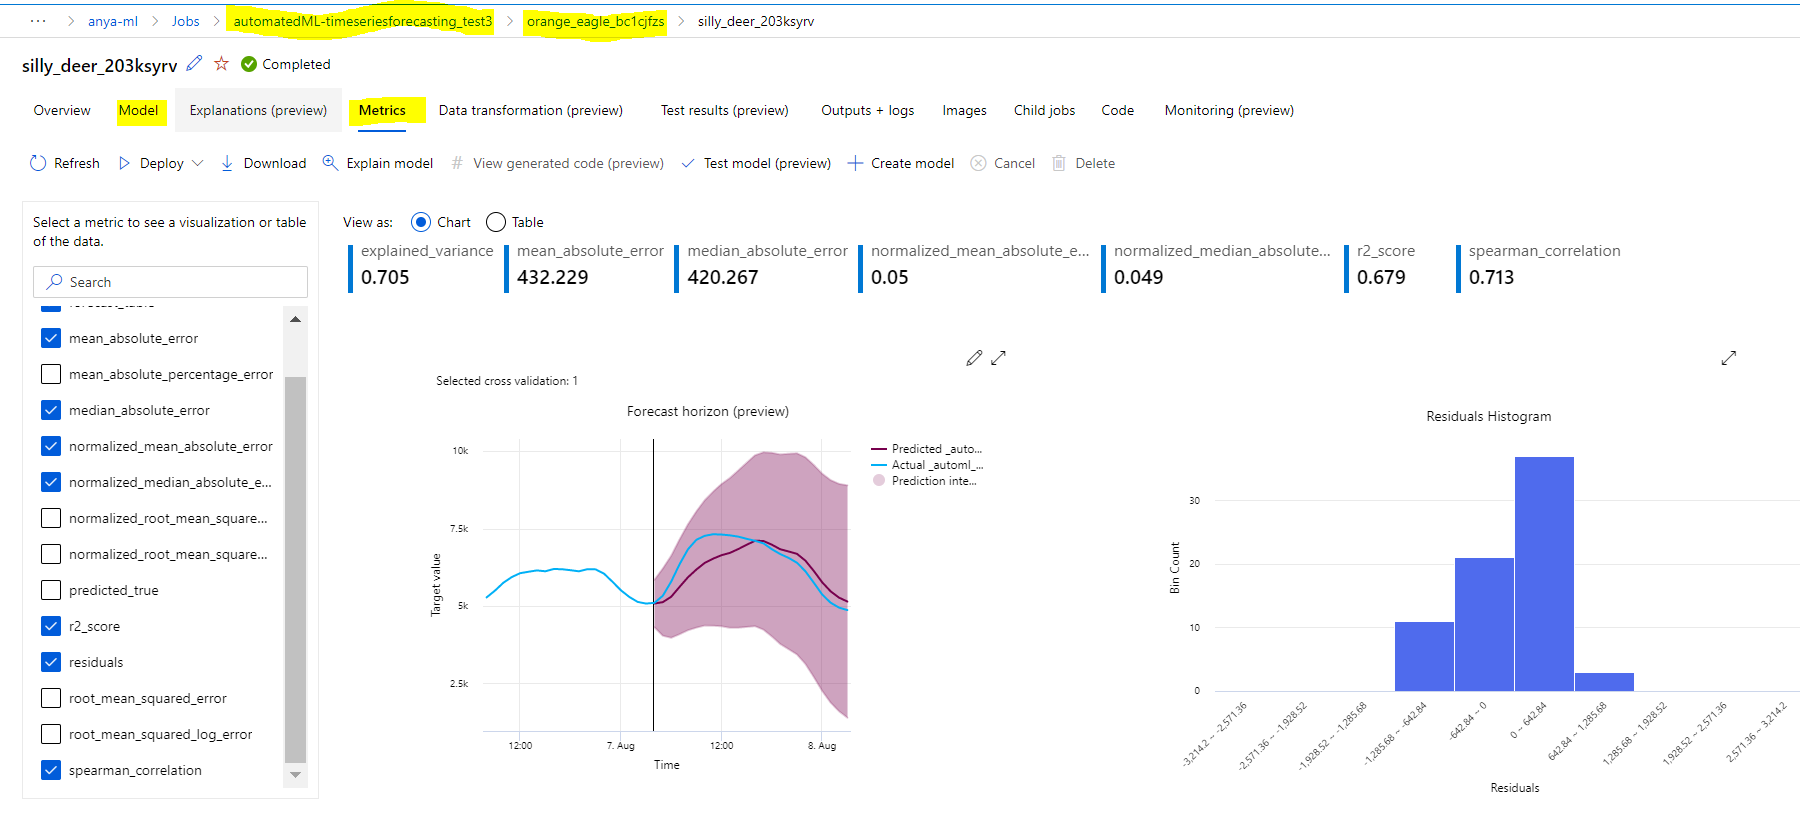 ··· > anya-ml > Jobs > automatedML-timeseriesforecasting_test3 > orange_eagle_bc1cjfzs > silly_deer_203ksyrv
silly_deer_203ksyrv Completed
Overview Model Explanations (preview) Metrics Data transformation (preview) Test results (preview) Outputs + logs Images Child jobs Code Monitoring (preview)
Refresh Deploy Download Explain model # View generated code (preview) Test model (preview) Create model Cancel Delete
Select a metric to see a visualization or table
of the data.
Search
forecast_table
mean_absolute_error
mean_absolute_percentage_error
median_absolute_error
normalized_mean_absolute_error
normalized_median_absolute_e...
normalized_root_mean_square...
normalized_root_mean_square...
predicted_true
r2_score
residuals
root_mean_squared_error
root_mean_squared_log_error
spearman_correlation
View as: Chart Table
explained_variance mean_absolute_error median_absolute_error normalized_mean_absolute_e... normalized_median_absolute... r2_score spearman_correlation
0.705 432.229 420.267 0.05 0.049 0.679 0.713
Selected cross validation: 1
Forecast horizon (preview)
Predicted _auto...
Actual _automl_...
Prediction inte...
10k
7.5k
5k
2.5k
Target value
12:00 7. Aug 12:00 8. Aug
Time
Residuals Histogram
30
20
10
0
Bin Count
-3,214.2 ~ -2,571.36
-2,571.36 ~ -1,928.52
-1,928.52 ~ -1,285.68
-1,285.68 ~ -642.84
-642.84 ~ 0
0 ~ 642.84
642.84 ~ 1,285.68
1,285.68 ~ 1,928.52
1,928.52 ~ 2,571.36
2,571.36 ~ 3,214.2
Residuals